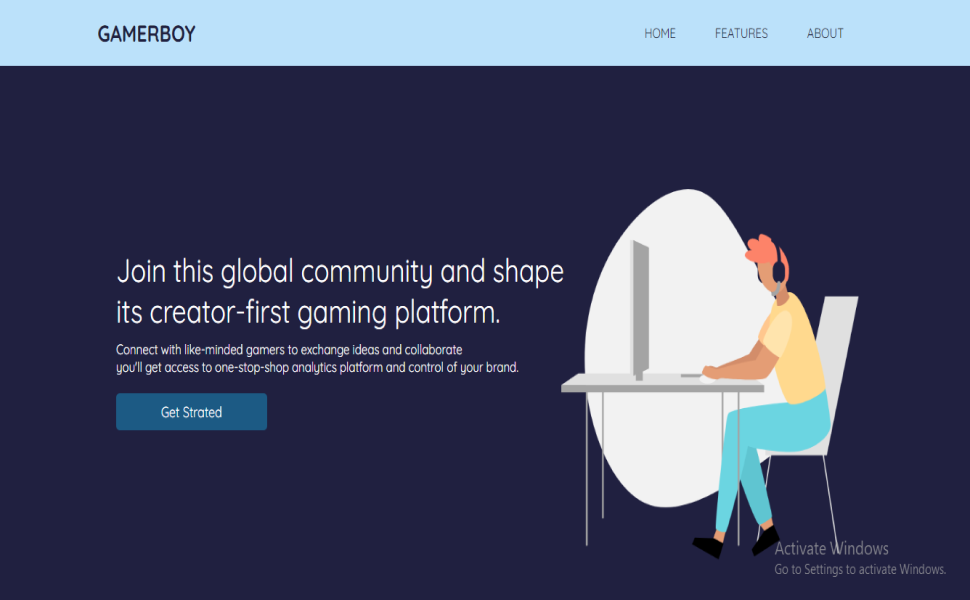 GAMERBOY
HOME FEATURES ABOUT
Join this global community and shape
its creator-first gaming platform.
Connect with like-minded gamers to exchange ideas and collaborate
you'll get access to one-stop-shop analytics platform and control of your brand.
Get Strated
Activate Windows
Go to Settings to activate Windows.